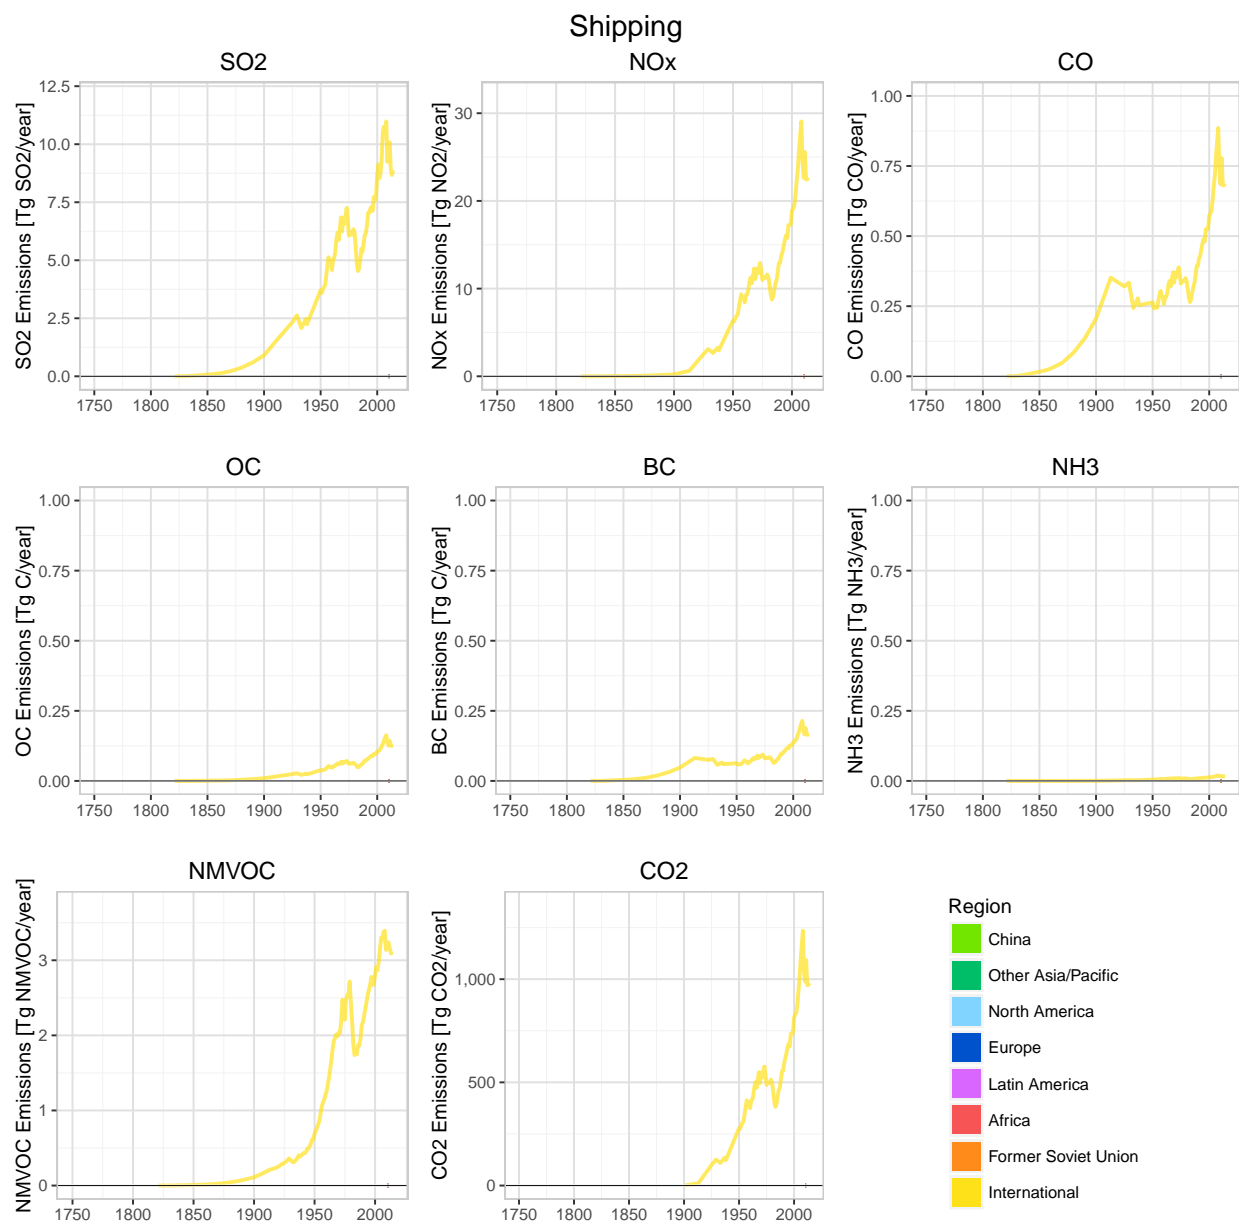 Shipping
SO2
NOx
CO
SO2 Emissions [Tg SO2/year]
12.5
10.0
7.5
5.0
2.5
0.0
1750 1800 1850 1900 1950 2000
NOx Emissions [Tg NO2/year]
30
20
10
0
1750 1800 1850 1900 1950 2000
CO Emissions [Tg CO/year]
1.00
0.75
0.50
0.25
0.00
1750 1800 1850 1900 1950 2000
OC
BC
NH3
OC Emissions [Tg C/year]
1.00
0.75
0.50
0.25
0.00
1750 1800 1850 1900 1950 2000
BC Emissions [Tg C/year]
1.00
0.75
0.50
0.25
0.00
1750 1800 1850 1900 1950 2000
NH3 Emissions [Tg NH3/year]
1.00
0.75
0.50
0.25
0.00
1750 1800 1850 1900 1950 2000
NMVOC
CO2
NMVOC Emissions [Tg NMVOC/year]
3
2
1
0
1750 1800 1850 1900 1950 2000
CO2 Emissions [Tg CO2/year]
1,000
500
0
1750 1800 1850 1900 1950 2000
Region
China
Other Asia/Pacific
North America
Europe
Latin America
Africa
Former Soviet Union
International